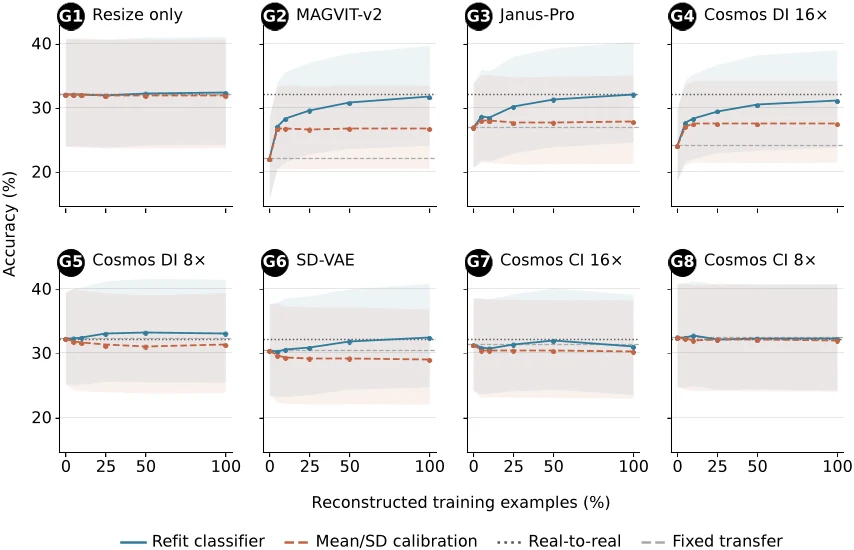 G1 Resize only
G2 MAGVIT-v2
G3 Janus-Pro
G4 Cosmos DI 16×
40
30
20
Accuracy (%)
G5 Cosmos DI 8×
G6 SD-VAE
G7 Cosmos CI 16×
G8 Cosmos CI 8×
40
30
20
0 25 50 100
0 25 50 100
0 25 50 100
0 25 50 100
Reconstructed training examples (%)
Refit classifier Mean/SD calibration Real-to-real Fixed transfer